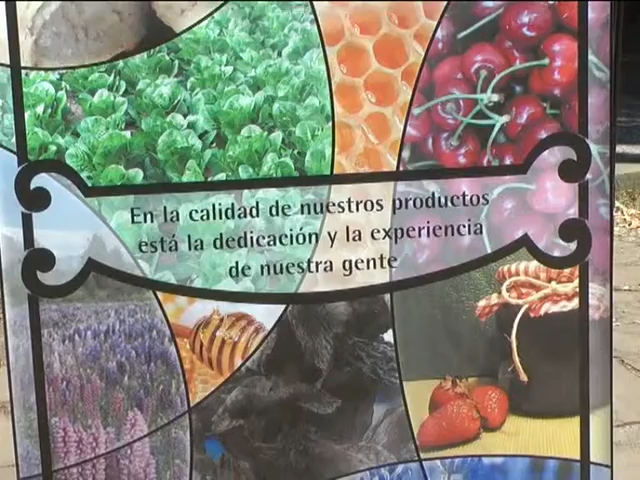 En la calidad de nuestros productos
está la dedicación y la experiencia
de nuestra gente